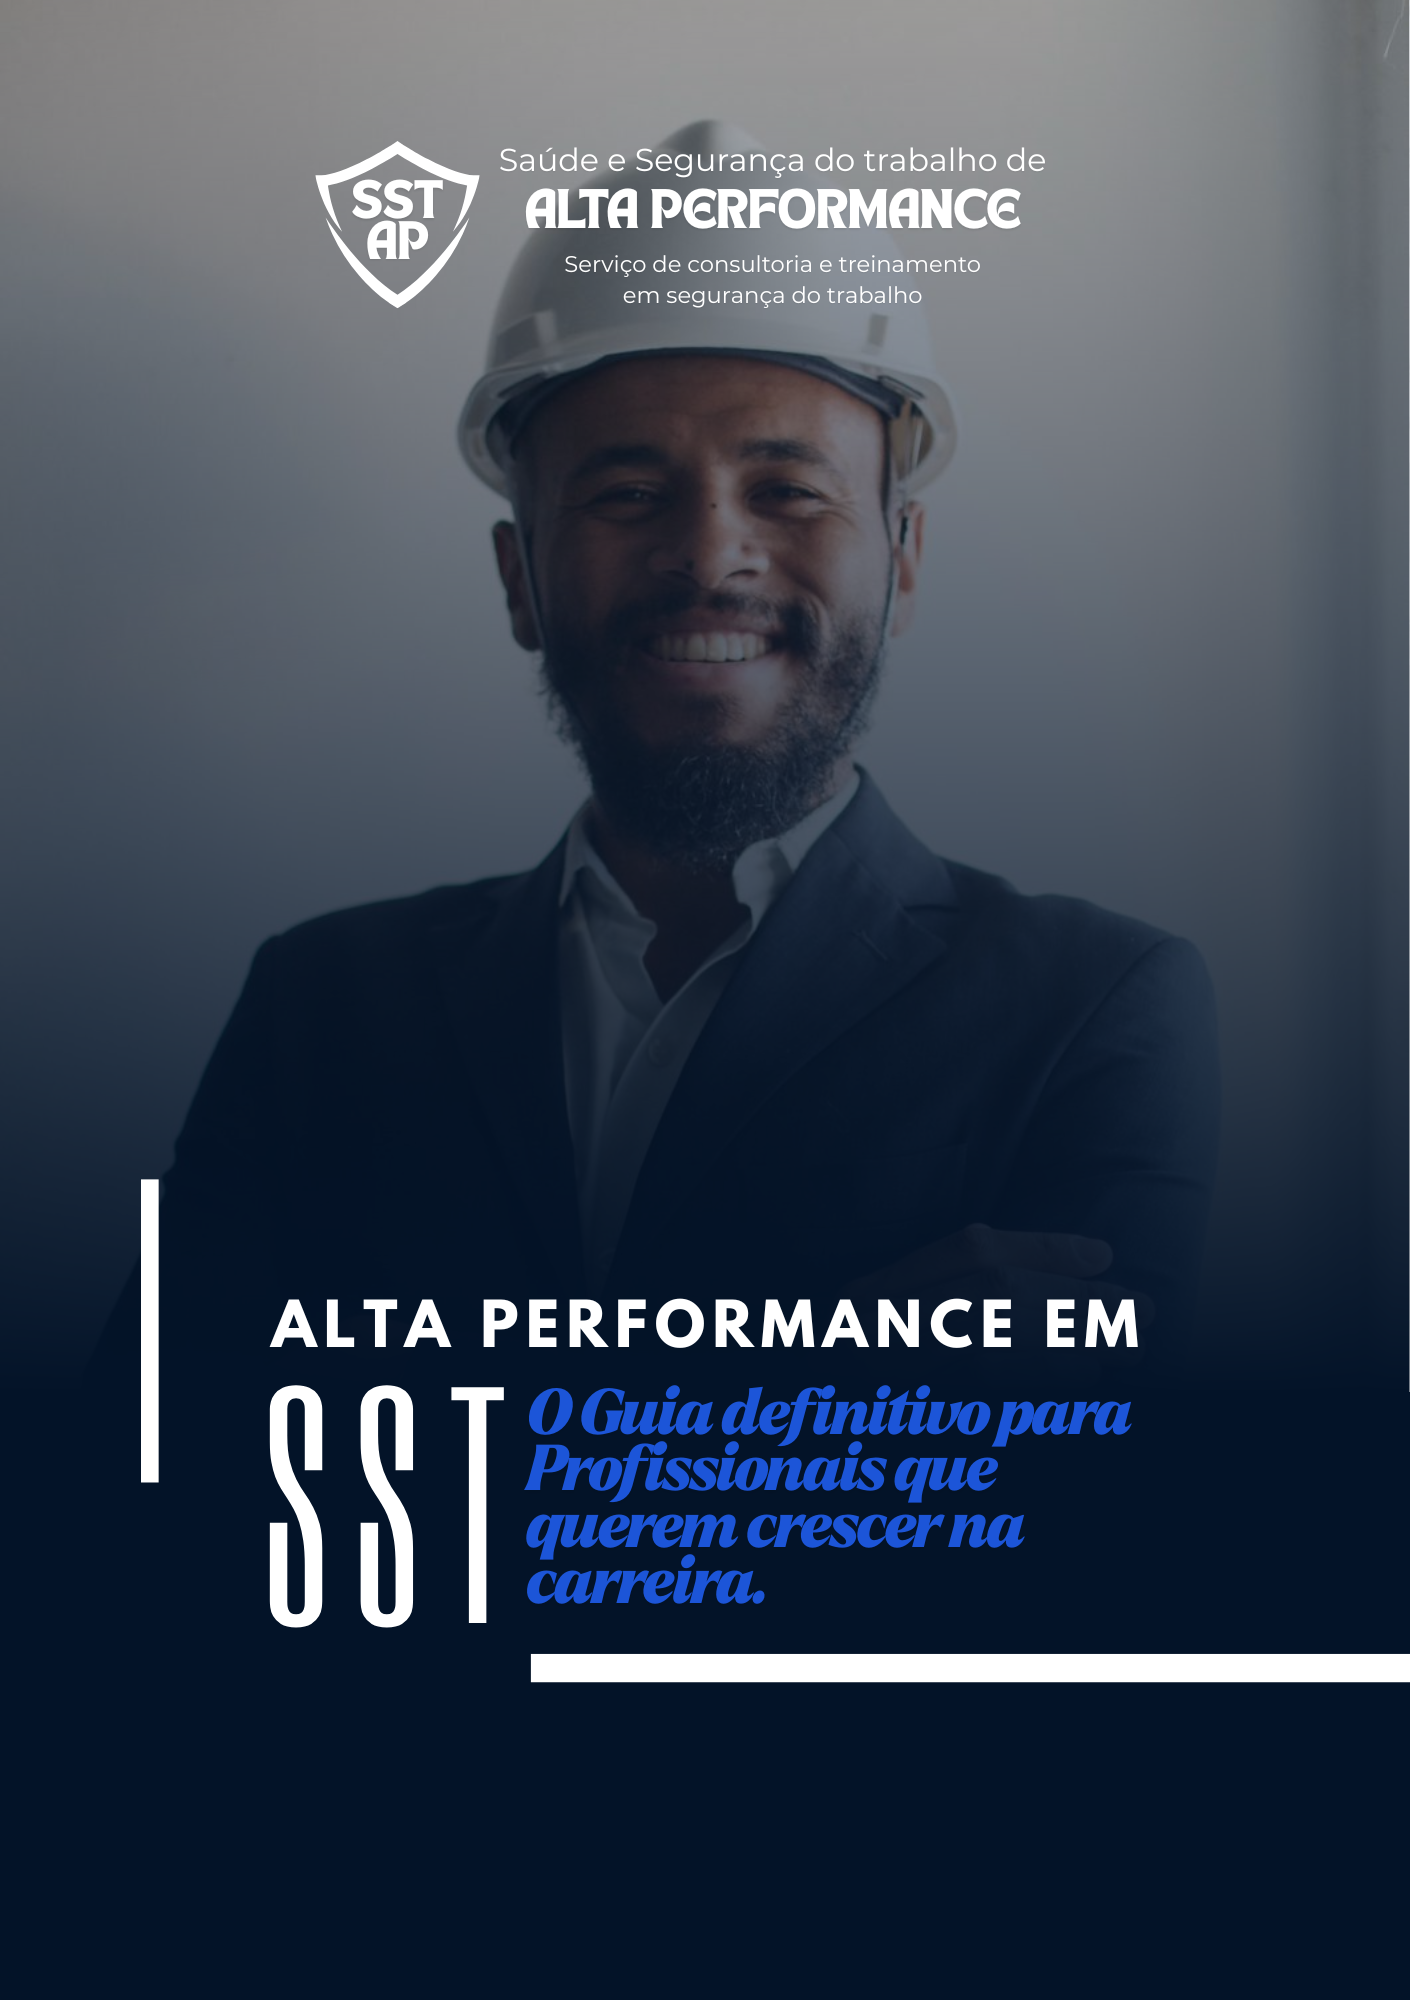 SST
AP
Saúde e Segurança do trabalho de
ALTA PERFORMANCE
Serviço de consultoria e treinamento
em segurança do trabalho
ALTA PERFORMANCE EM
SST
O Guia definitivo para
Profissionais que
querem crescer na
carreira.